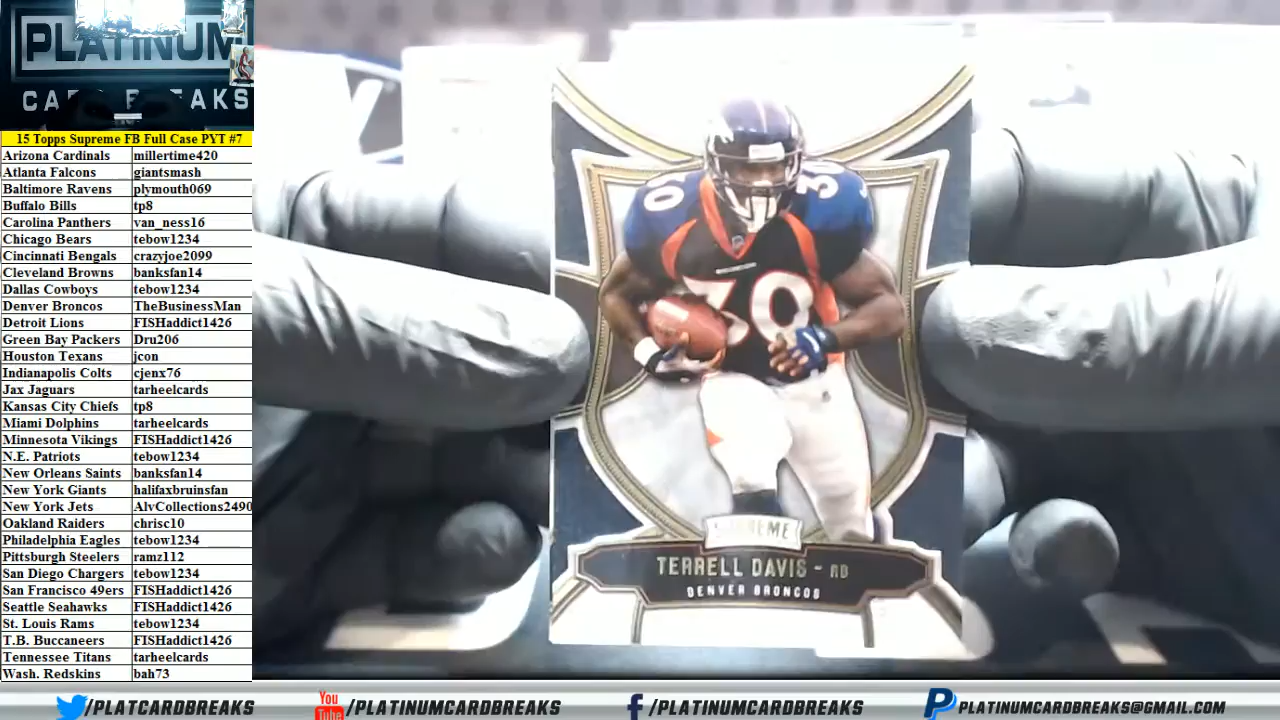 PLATINUM
CARD BREAKS
15 Topps Supreme FB Full Case PYT #7
Arizona Cardinals millertime420
Atlanta Falcons giantsmash
Baltimore Ravens plymouth069
Buffalo Bills tp8
Carolina Panthers van_ness16
Chicago Bears tebow1234
Cincinnati Bengals crazyjoe2099
Cleveland Browns banksfan14
Dallas Cowboys tebow1234
Denver Broncos TheBusinessMan
Detroit Lions FISHaddict1426
Green Bay Packers Dru206
Houston Texans jcon
Indianapolis Colts cjenx76
Jax Jaguars tarheelcards
Kansas City Chiefs tp8
Miami Dolphins tarheelcards
Minnesota Vikings FISHaddict1426
N.E. Patriots tebow1234
New Orleans Saints banksfan14
New York Giants halifaxbruinsfan
New York Jets AlvCollections2490
Oakland Raiders chrisc10
Philadelphia Eagles tebow1234
Pittsburgh Steelers ramz112
San Diego Chargers tebow1234
San Francisco 49ers FISHaddict1426
Seattle Seahawks FISHaddict1426
St. Louis Rams tebow1234
T.B. Buccaneers FISHaddict1426
Tennessee Titans tarheelcards
Wash. Redskins bah73
30 30
30
SUPREME
TERRELL DAVIS - RB
DENVER BRONCOS
/PLATCARDBREAKS You Tube /PLATINUMCARDBREAKS f /PLATINUMCARDBREAKS P PLATINUMCARDBREAKS@GMAIL.COM